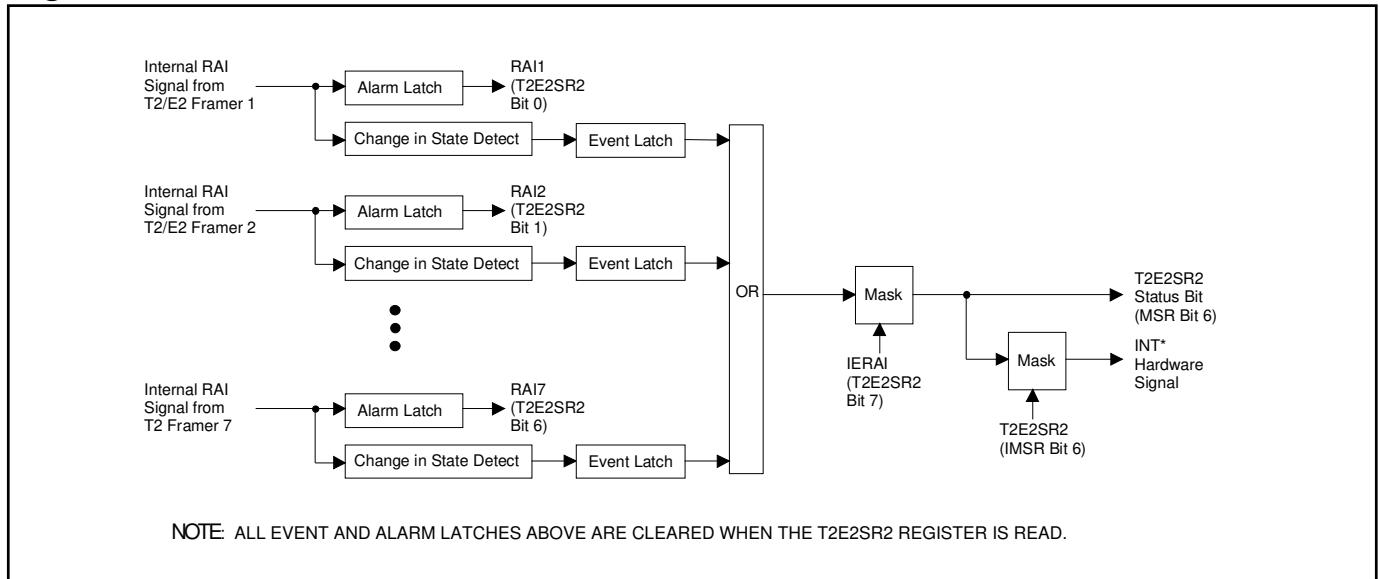 Internal RAI
Signal from
T2/E2 Framer 1
Alarm Latch
RAI1
(T2E2SR2
Bit 0)
Change in State Detect
Event Latch
Internal RAI
Signal from
T2/E2 Framer 2
Alarm Latch
RAI2
(T2E2SR2
Bit 1)
Change in State Detect
Event Latch
OR
Mask
T2E2SR2
Status Bit
(MSR Bit 6)
IERAI
(T2E2SR2
Bit 7)
Mask
INT*
Hardware
Signal
T2E2SR2
(IMSR Bit 6)
Internal RAI
Signal from
T2 Framer 7
Alarm Latch
RAI7
(T2E2SR2
Bit 6)
Change in State Detect
Event Latch
NOTE: ALL EVENT AND ALARM LATCHES ABOVE ARE CLEARED WHEN THE T2E2SR2 REGISTER IS READ.